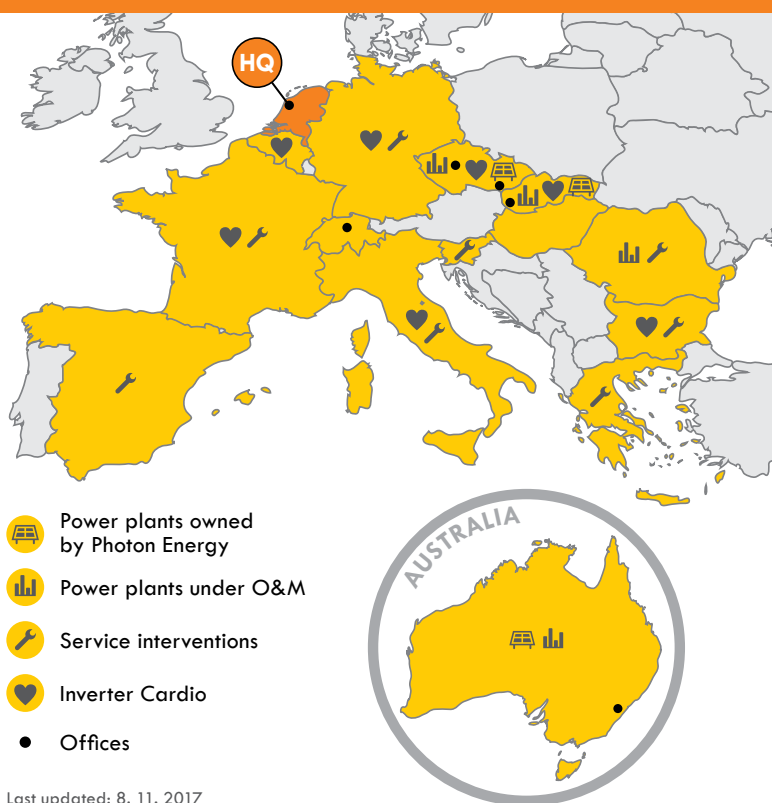 HQ
Power plants owned
by Photon Energy
Power plants under O&M
Service interventions
Inverter Cardio
Offices
Last updated: 8. 11. 2017
AUSTRALIA